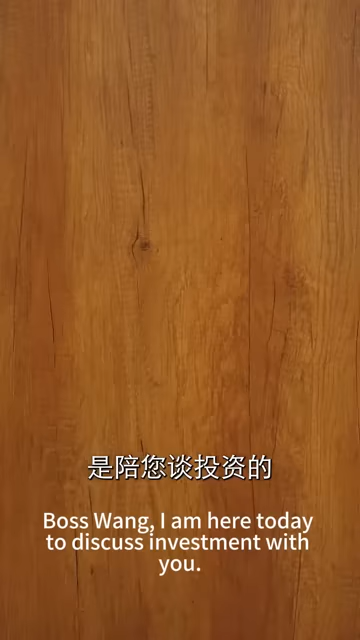 是陪您谈投资的
Boss Wang, I am here today
to discuss investment with
you.